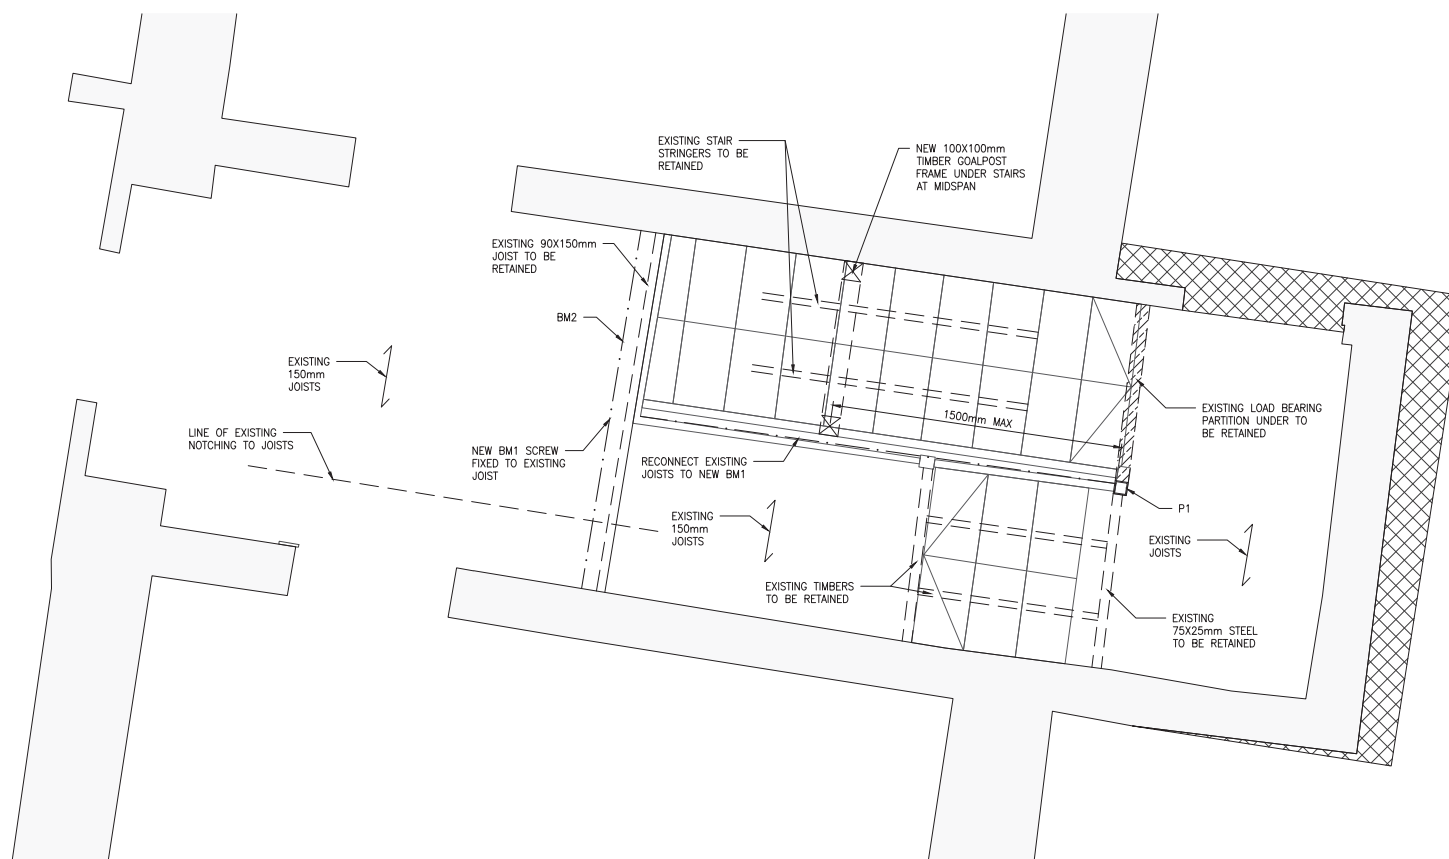 EXISTING STAIR
STRINGERS TO BE
RETAINED
NEW 100X100mm
TIMBER GOALPOST
FRAME UNDER STAIRS
AT MIDSPAN
EXISTING 90X150mm
JOIST TO BE
RETAINED
BM2
EXISTING
150mm
JOISTS
LINE OF EXISTING
NOTCHING TO JOISTS
NEW BM1 SCREW
FIXED TO EXISTING
JOIST
RECONNECT EXISTING
JOISTS TO NEW BM1
1500mm MAX
EXISTING LOAD BEARING
PARTITION UNDER TO
BE RETAINED
EXISTING
150mm
JOISTS
P1
EXISTING
JOISTS
EXISTING TIMBERS
TO BE RETAINED
EXISTING
75X25mm STEEL
TO BE RETAINED